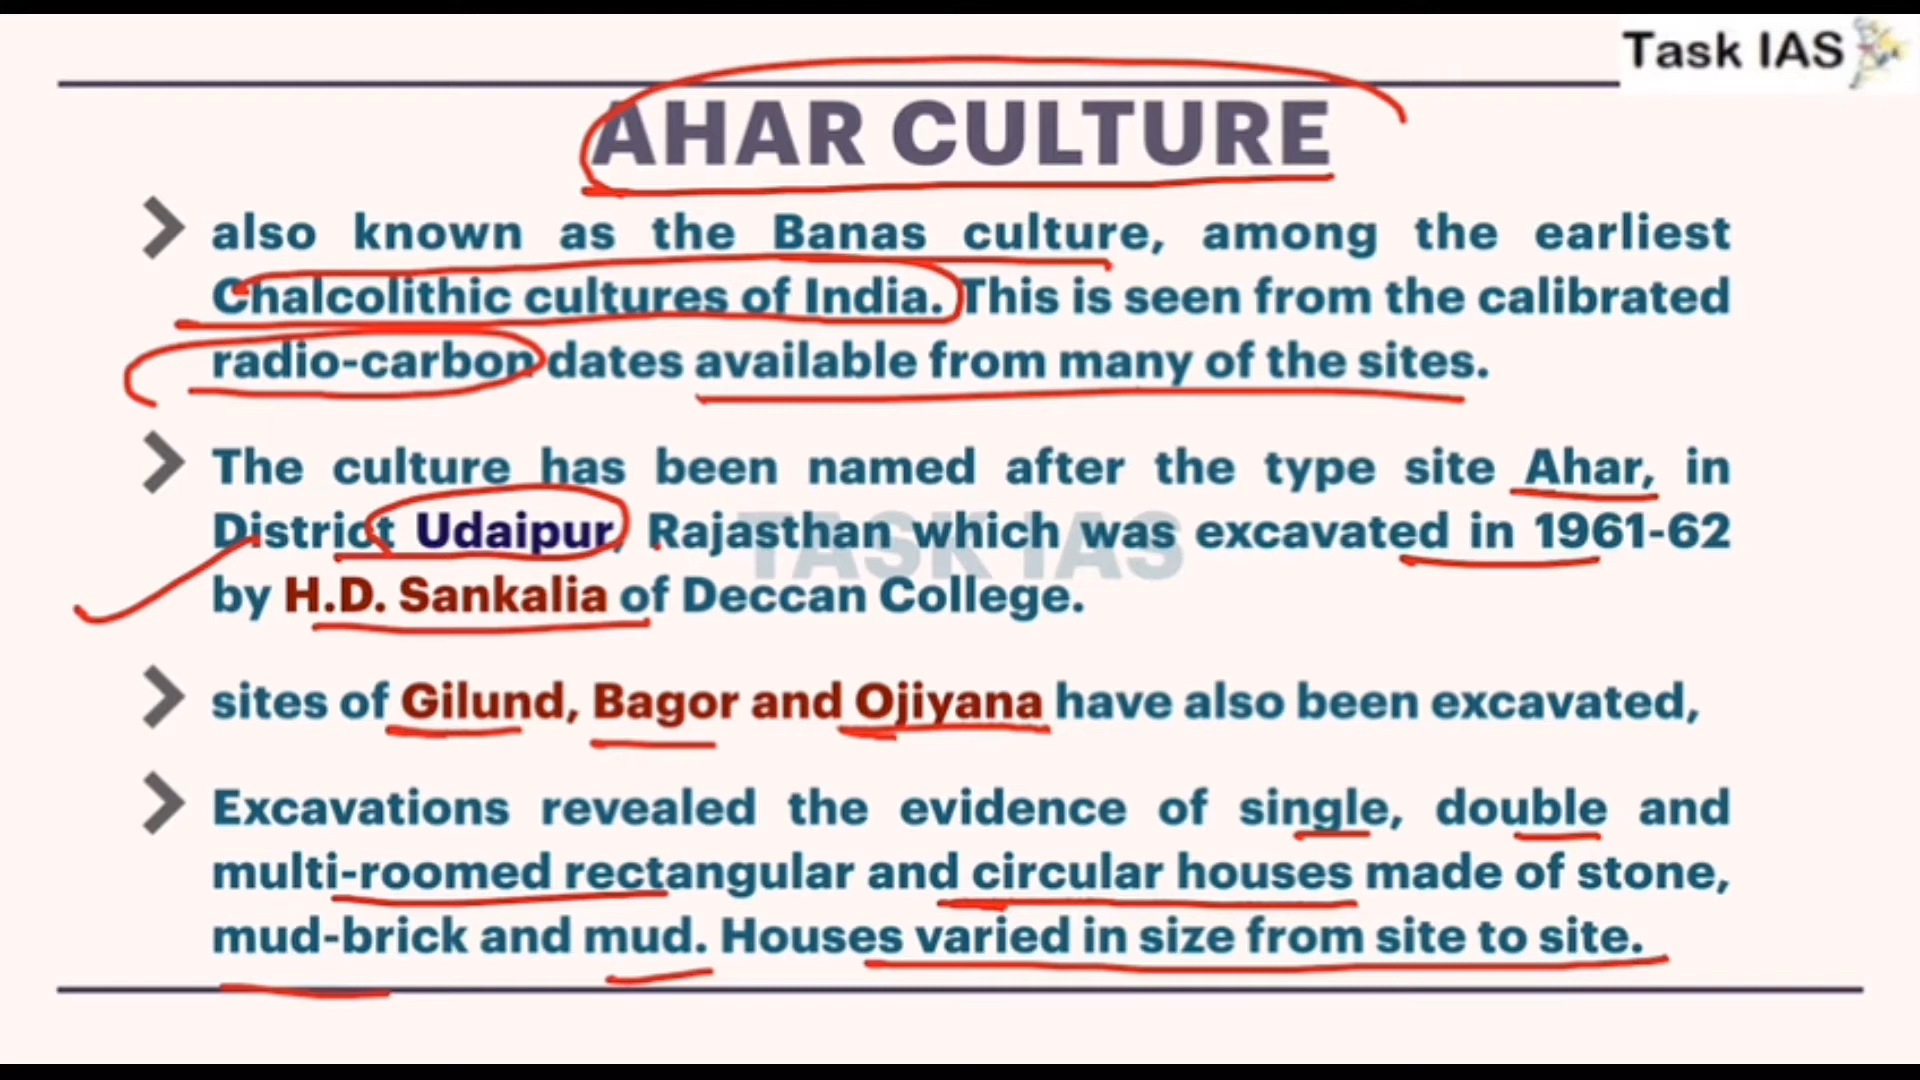 Task IAS
AHAR CULTURE
also known as the Banas culture, among the earliest
Chalcolithic cultures of India. This is seen from the calibrated
radio-carbon dates available from many of the sites.
The culture has been named after the type site Ahar, in
District Udaipur, Rajasthan which was excavated in 1961-62
by H.D. Sankalia of Deccan College.
TASK IAS
sites of Gilund, Bagor and Ojiyana have also been excavated,
Excavations revealed the evidence of single, double and
multi-roomed rectangular and circular houses made of stone,
mud-brick and mud. Houses varied in size from site to site.